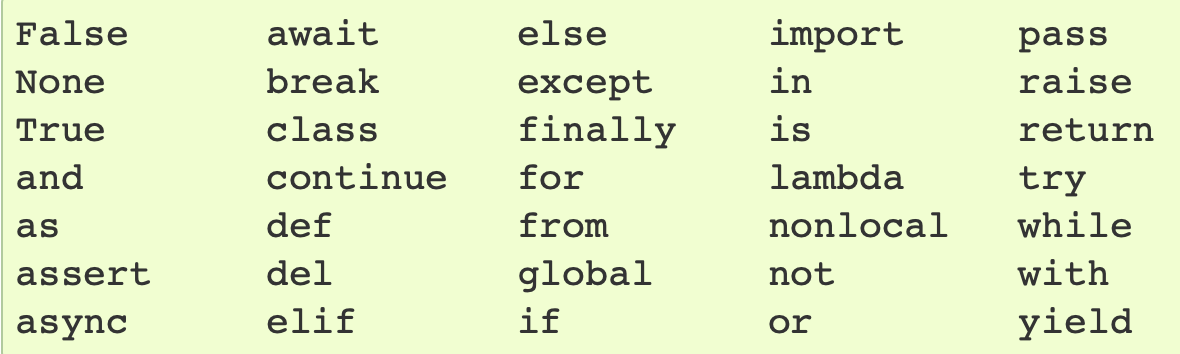 False await else import pass
None break except in raise
True class finally is return
and continue for lambda try
as def from nonlocal while
assert del global not with
async elif if or yield